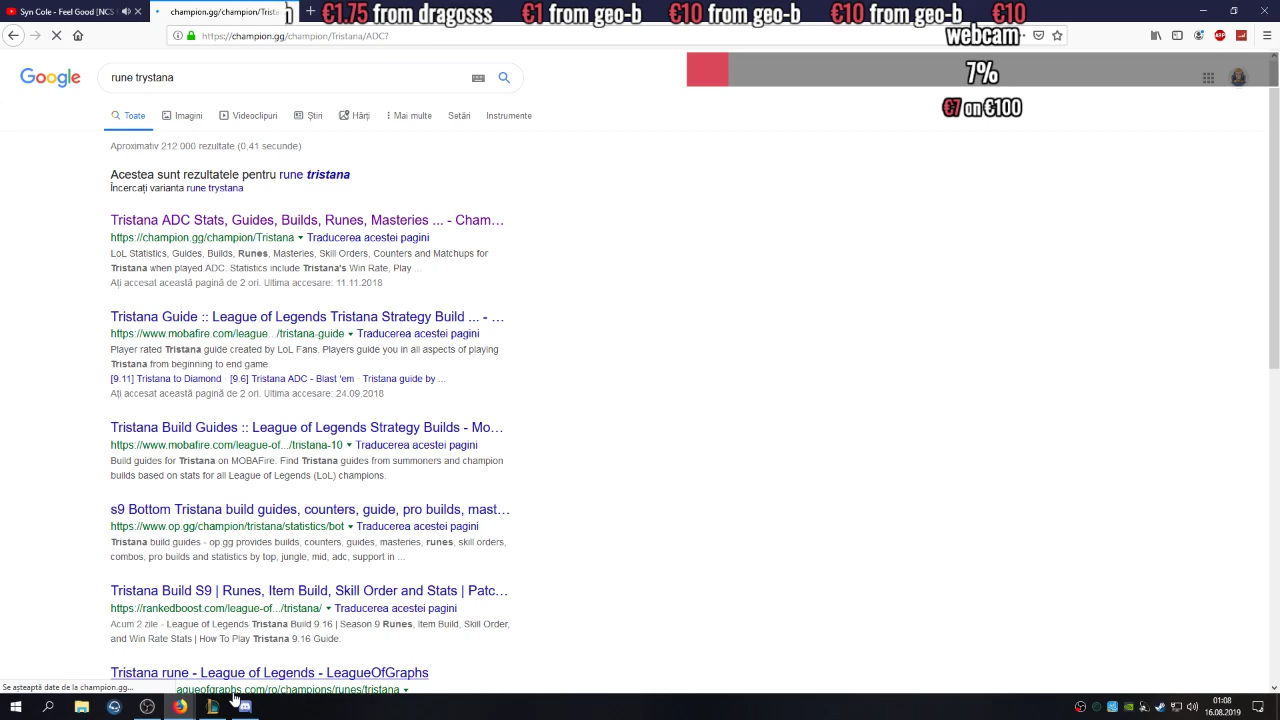 Syn Cole - Feel Good [NCS]
champion.gg/champion/Trista
€1.75 from dragosss €1 from geo-b €10 from geo-b €10 from geo-b €10
https://champion.gg/champion/Tristana/ADC?
webcam
Google
rune trystana
7%
€7 on €100
Toate
Imagini
Videoclipuri
Știri
Hărți
Mai multe
Setări
Instrumente
Aproximativ 212.000 rezultate (0,41 secunde)
Acestea sunt rezultatele pentru rune tristana
Încercați varianta rune trystana
Tristana ADC Stats, Guides, Builds, Runes, Masteries ... - Cham…
https://champion.gg/champion/Tristana ▾ Traducerea acestei pagini
LoL Statistics, Guides, Builds, Runes, Masteries, Skill Orders, Counters and Matchups for
Tristana when played ADC. Statistics include Tristana's Win Rate, Play ...
Ați accesat această pagină de 2 ori. Ultima accesare: 11.11.2018
Tristana Guide :: League of Legends Tristana Strategy Build ... - …
https://www.mobafire.com/league.../tristana-guide ▾ Traducerea acestei pagini
Player rated Tristana guide created by LoL Fans. Players guide you in all aspects of playing
Tristana from beginning to end game.
[9.11] Tristana to Diamond · [9.6] Tristana ADC - Blast 'em · Tristana guide by ...
Ați accesat această pagină de 2 ori. Ultima accesare: 24.09.2018
Tristana Build Guides :: League of Legends Strategy Builds - Mo…
https://www.mobafire.com/league-of.../tristana-10 ▾ Traducerea acestei pagini
Build guides for Tristana on MOBAFire. Find Tristana guides from summoners and champion
builds based on stats for all League of Legends (LoL) champions.
s9 Bottom Tristana build guides, counters, guide, pro builds, mast…
https://www.op.gg/champion/tristana/statistics/bot ▾ Traducerea acestei pagini
Tristana build guides - op.gg provides builds, counters, guides, masteries, runes, skill orders,
combos, pro builds and statistics by top, jungle, mid, adc, support in ...
Tristana Build S9 | Runes, Item Build, Skill Order and Stats | Patc…
https://rankedboost.com/league-of.../tristana/ ▾ Traducerea acestei pagini
Acum 2 zile - League of Legends Tristana Build 9.16 | Season 9 Runes, Item Build, Skill Order,
and Win Rate Stats | How To Play Tristana 9.16 Guide.
Tristana rune - League of Legends - LeagueOfGraphs
agueofgraphs.com/ro/champions/runes/tristana ▾
Se așteaptă date de la champion.gg...
01:08
16.08.2019